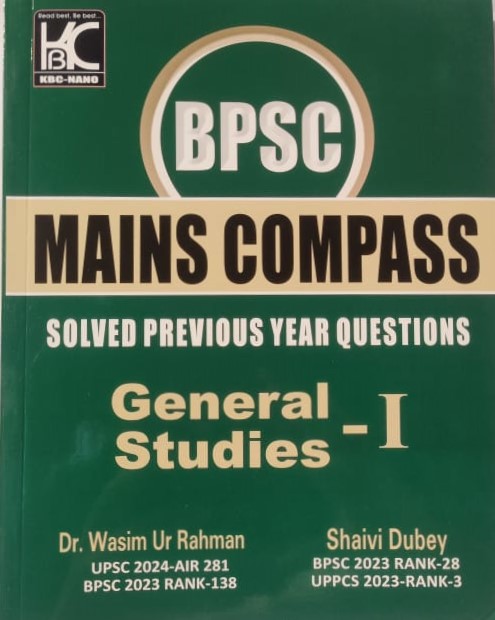 Read best, Be best...
KBC
KBC-NANO
BPSC
MAINS COMPASS
SOLVED PREVIOUS YEAR QUESTIONS
General
Studies -I
Dr. Wasim Ur Rahman
UPSC 2024-AIR 281
BPSC 2023 RANK-138
Shaivi Dubey
BPSC 2023 RANK-28
UPPCS 2023-RANK-3